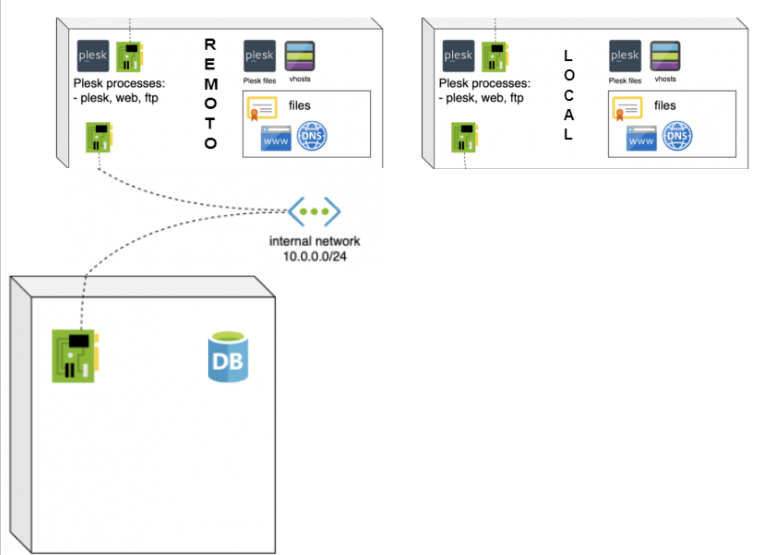 plesk
Plesk processes:
- plesk, web, ftp
REMOTO
plesk
Plesk files
vhosts
files
www
DNS
plesk
Plesk processes:
- plesk, web, ftp
LOCAL
plesk
Plesk files
vhosts
files
www
DNS
internal network
10.0.0.0/24
DB